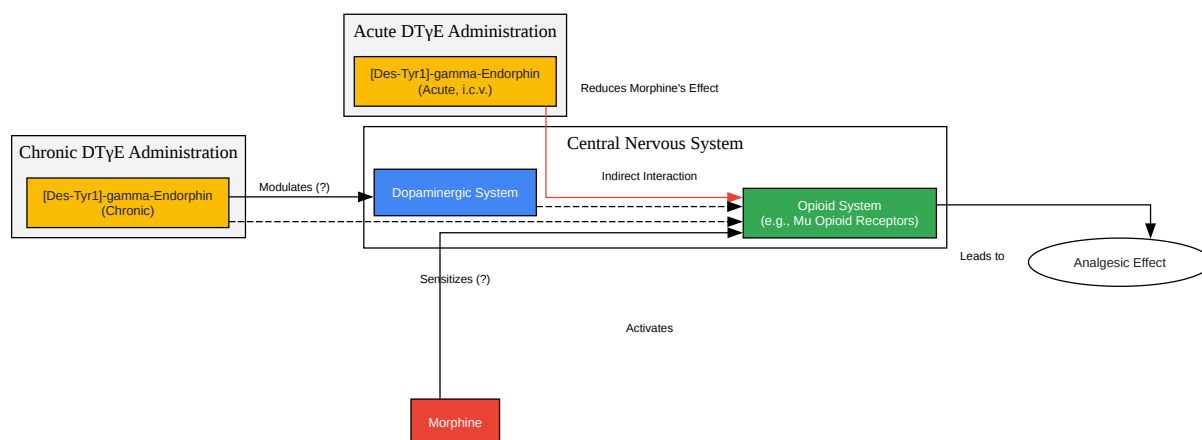 Acute DTγE Administration
[Des-Tyr1]-gamma-Endorphin
(Acute, i.c.v.)
Reduces Morphine's Effect
Central Nervous System
Chronic DTγE Administration
[Des-Tyr1]-gamma-Endorphin
(Chronic)
Modulates (?)
Dopaminergic System
Indirect Interaction
Opioid System
(e.g., Mu Opioid Receptors)
Leads to
Analgesic Effect
Sensitizes (?)
Activates
Morphine